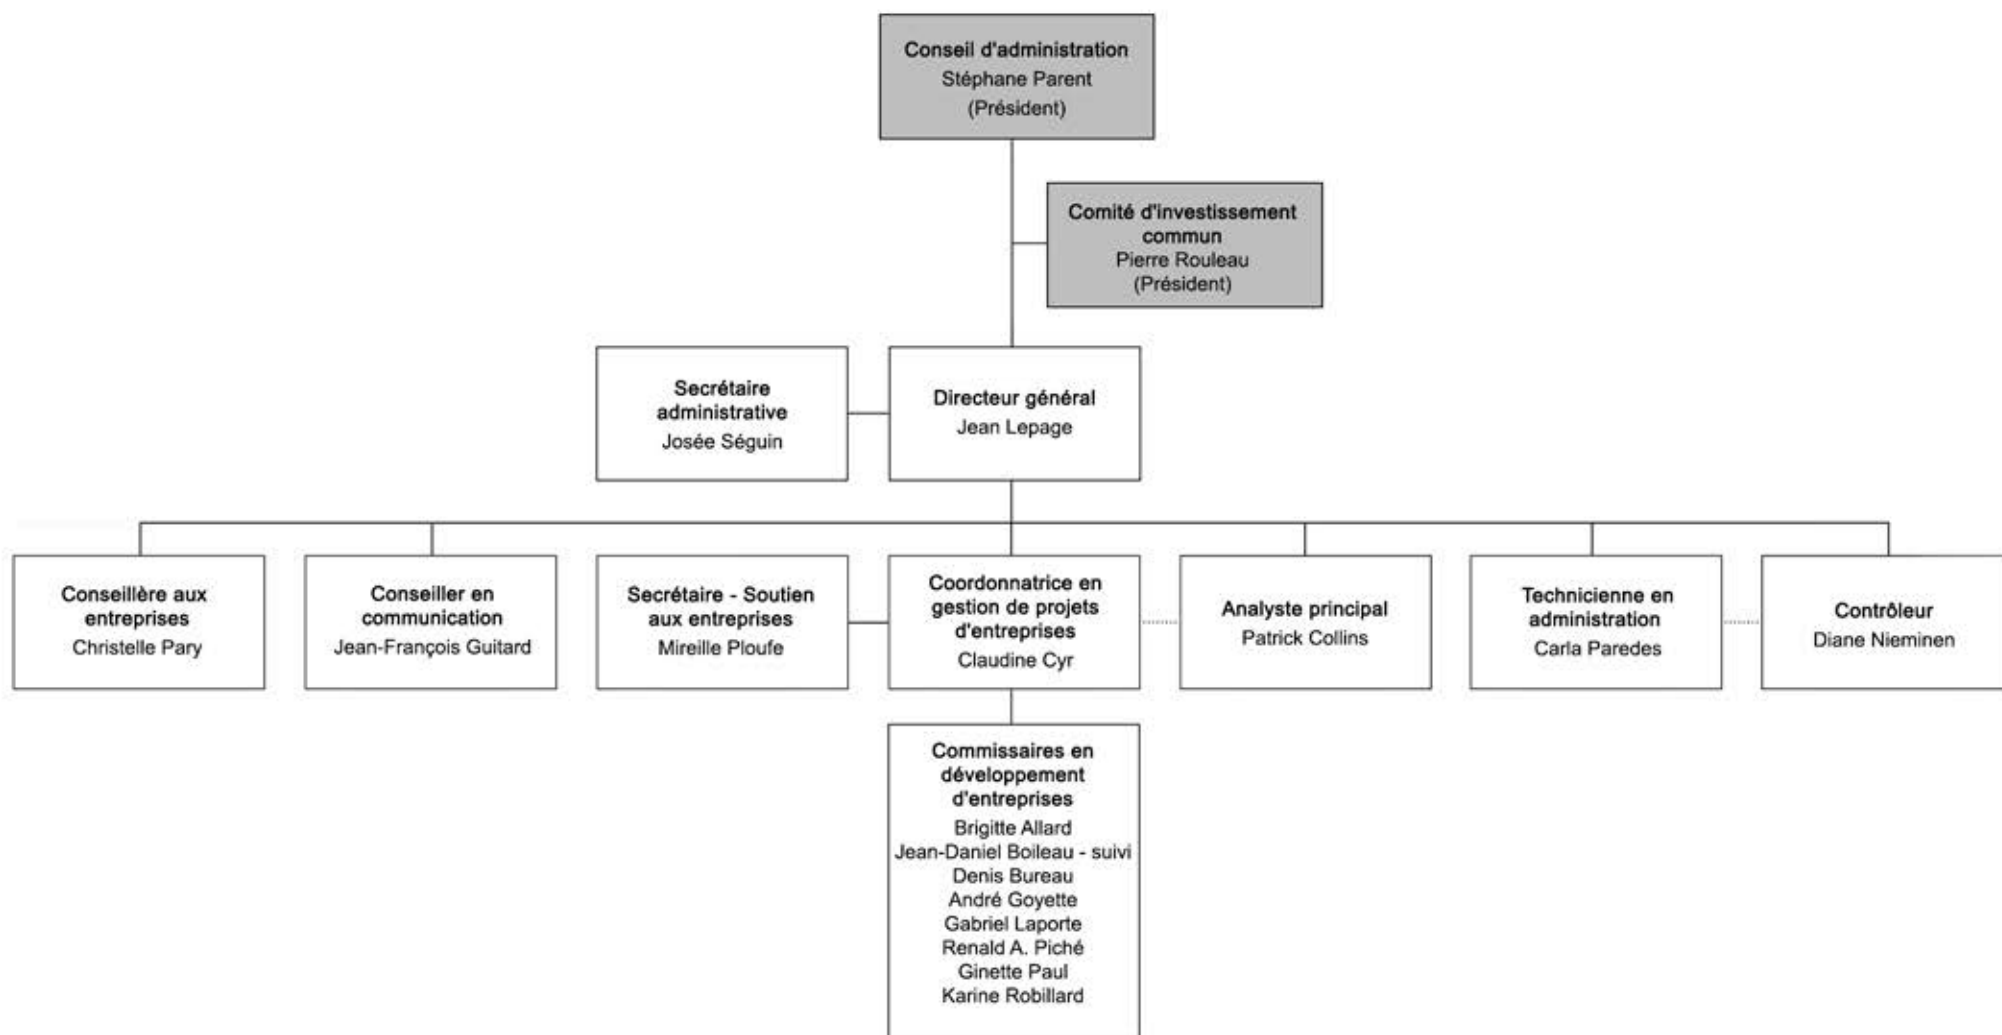 Conseil d'administration
Stéphane Parent
(Président)
Comité d'investissement
commun
Pierre Rouleau
(Président)
Secrétaire
administrative
Josée Séguin
Directeur général
Jean Lepage
Conseillère aux
entreprises
Christelle Pary
Conseiller en
communication
Jean-François Guitard
Secrétaire - Soutien
aux entreprises
Mireille Ploufe
Coordonnatrice en
gestion de projets
d'entreprises
Claudine Cyr
Analyste principal
Patrick Collins
Technicienne en
administration
Carla Paredes
Contrôleur
Diane Nieminen
Commissaires en
développement
d'entreprises
Brigitte Allard
Jean-Daniel Boileau - suivi
Denis Bureau
André Goyette
Gabriel Laporte
Renald A. Piché
Ginette Paul
Karine Robillard